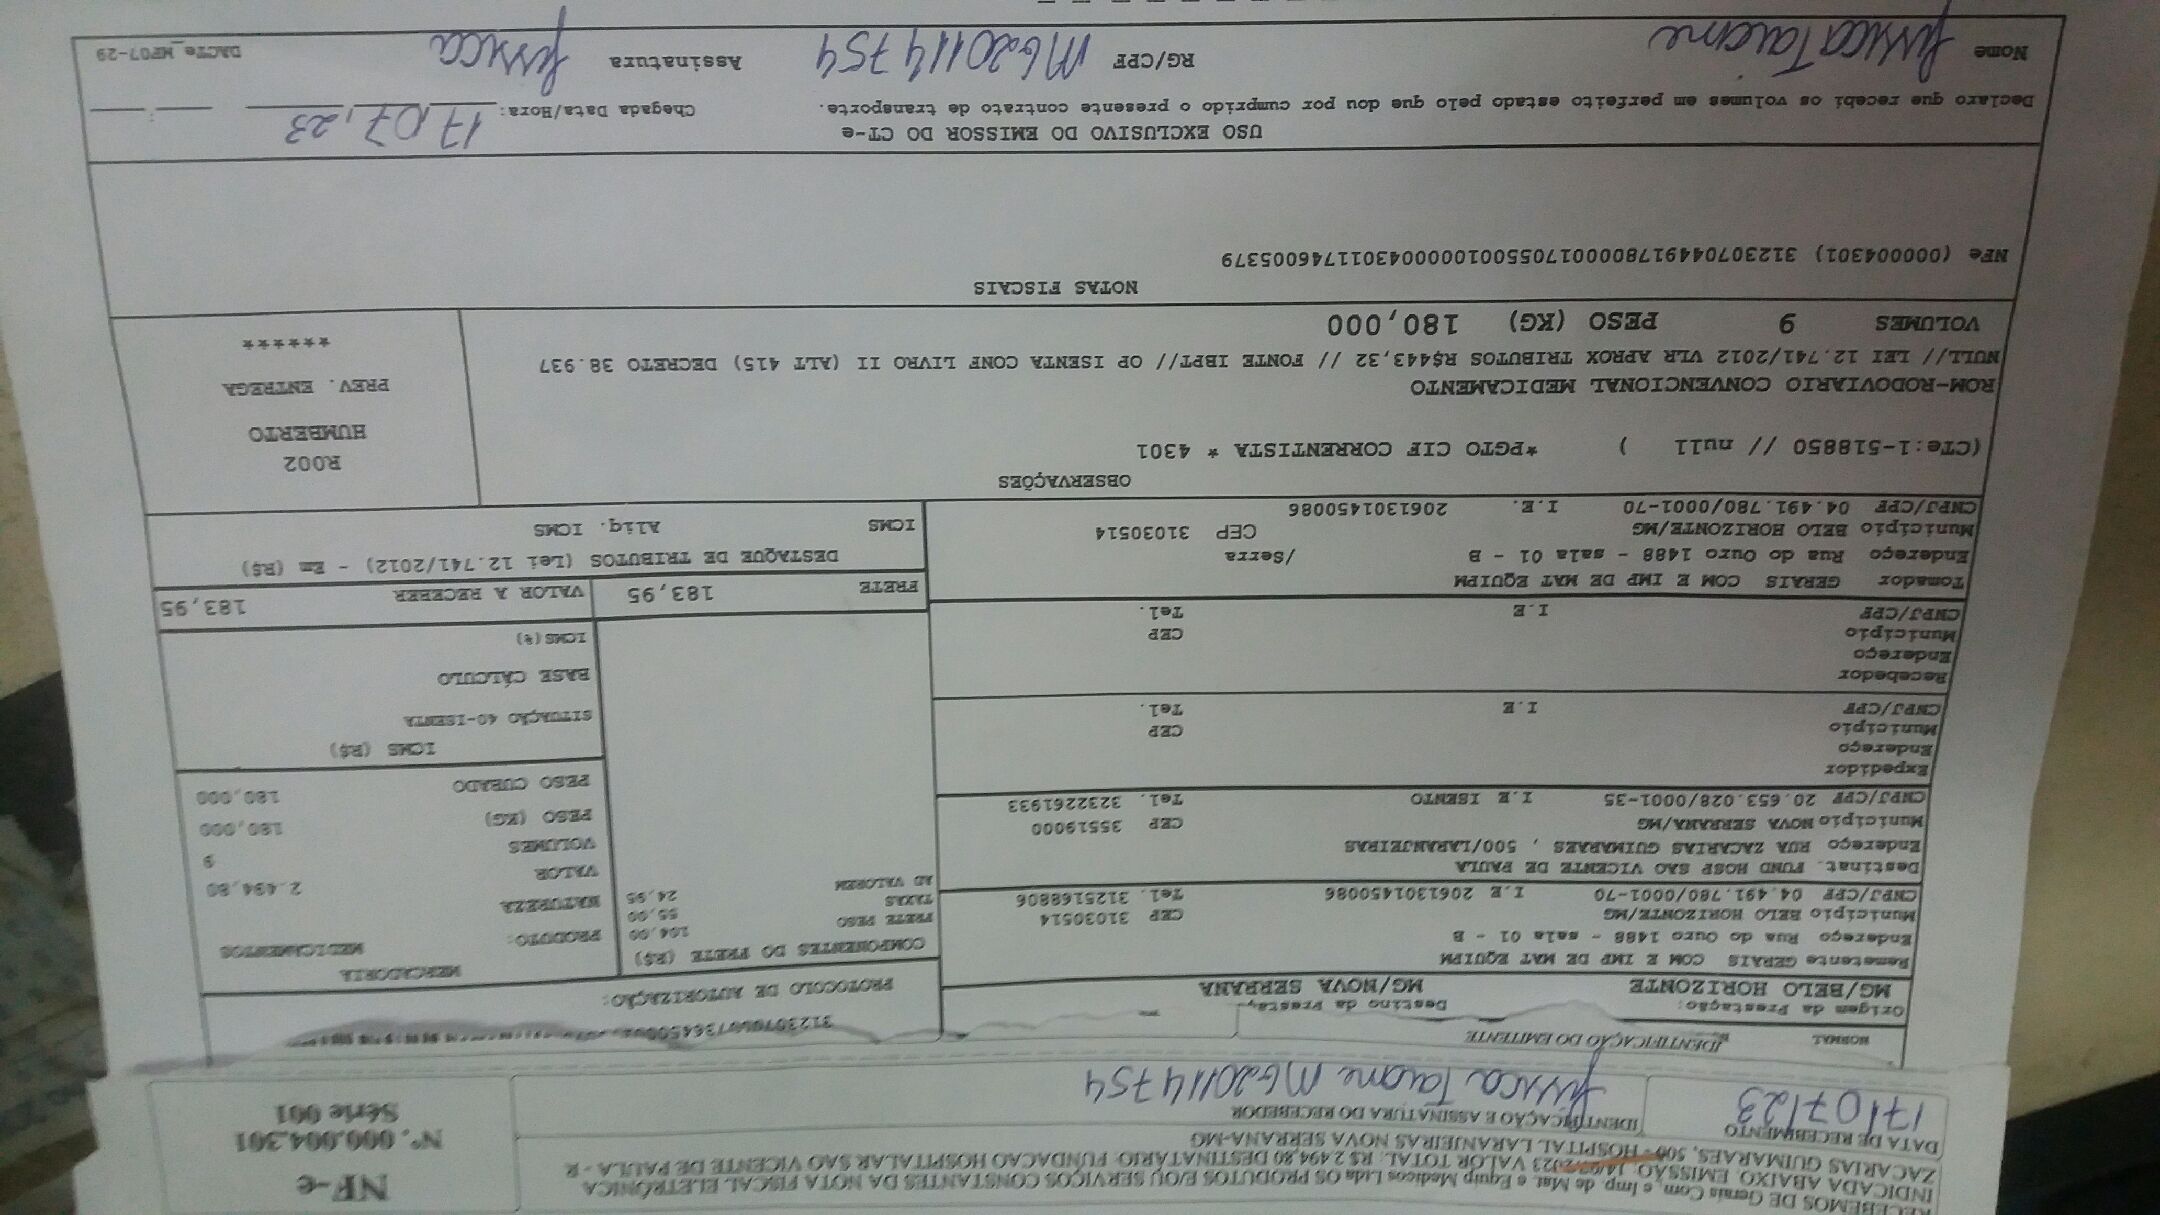 RECEBEMOS DE Gerais Com. e Imp. de Mat. e Equip Medicos Ltda OS PRODUTOS E/OU SERVIÇOS CONSTANTES DA NOTA FISCAL ELETRÔNICA
INDICADA ABAIXO. EMISSÃO: 14/07/2023 VALOR TOTAL: R$ 2.494,80 DESTINATÁRIO: FUNDACAO HOSPITALAR SAO VICENTE DE PAULA - R
ZACARIAS GUIMARAES, 500 - HOSPITAL LARANJEIRAS NOVA SERRANA-MG
NF-e
Nº. 000.004.301
Série 001
DATA DE RECEBIMENTO
17/07/23
IDENTIFICAÇÃO E ASSINATURA DO RECEBEDOR
Jessica Taiane MG20114754
NORMAL
IDENTIFICAÇÃO DO EMITENTE
Origem da Prestação:
MG/BELO HORIZONTE
Destino da Prestaç
MG/NOVA SERRANA
PROTOCOLO DE AUTORIZAÇÃO:
Remetente GERAIS COM E IMP DE MAT EQUIPM
Endereço Rua do Ouro 1488 - sala 01 - B
Município BELO HORIZONTE/MG CEP 31030514
CNPJ/CPF 04.491.780/0001-70 I.E 2061301450086 Tel. 3125168806
Destinat. FUND HOSP SAO VICENTE DE PAULA
Endereço RUA ZACARIAS GUIMARAES , 500/LARANJEIRAS
Município NOVA SERRANA/MG CEP 35519000
CNPJ/CPF 20.653.028/0001-35 I.E ISENTO Tel. 3232261933
Expedidor
Endereço
Município CEP
CNPJ/CPF I.E Tel.
Recebedor
Endereço
Município CEP
CNPJ/CPF I.E Tel.
Tomador GERAIS COM E IMP DE MAT EQUIPM
Endereço Rua do Ouro 1488 - sala 01 - B /Serra
Município BELO HORIZONTE/MG CEP 31030514
CNPJ/CPF 04.491.780/0001-70 I.E. 2061301450086
COMPONENTES DO FRETE (R$)
FRETE PESO 104,00
TAXAS 55,00
AD VALOREM 24,95
MERCADORIA
PRODUTO: MEDICAMENTOS
NATUREZA
VALOR 2.494,80
VOLUMES 9
PESO (KG) 180,000
PESO CUBADO 180,000
ICMS (R$)
SITUAÇÃO 40-ISENTA
BASE CÁLCULO
ICMS(%)
FRETE 183,95
VALOR A RECEBER 183,95
DESTAQUE DE TRIBUTOS (Lei 12.741/2012) - Em (R$)
ICMS Aliq. ICMS
OBSERVAÇÕES
(CTe:1-518850 // null ) *PGTO CIF CORRENTISTA * 4301
ROM-RODOVIARIO CONVENCIONAL MEDICAMENTO
NULL// LEI 12.741/2012 VLR APROX TRIBUTOS R$443,32 // FONTE IBPT// OP ISENTA CONF LIVRO II (ALT 415) DECRETO 38.937
VOLUMES 9 PESO (KG) 180,000
R002
HUMBERTO
PREV. ENTREGA
*******
NOTAS FISCAIS
NFe (000004301) 31230704491780000170550010000043011746005379
USO EXCLUSIVO DO EMISSOR DO CT-e
Declaro que recebi os volumes em perfeito estado pelo que dou por cumprido o presente contrato de transporte.
Chegada Data/Hora: 17,07,23
Nome Jessica Taiane RG/CPF MG20114754 Assinatura Jessica
DACTe_MP07-29